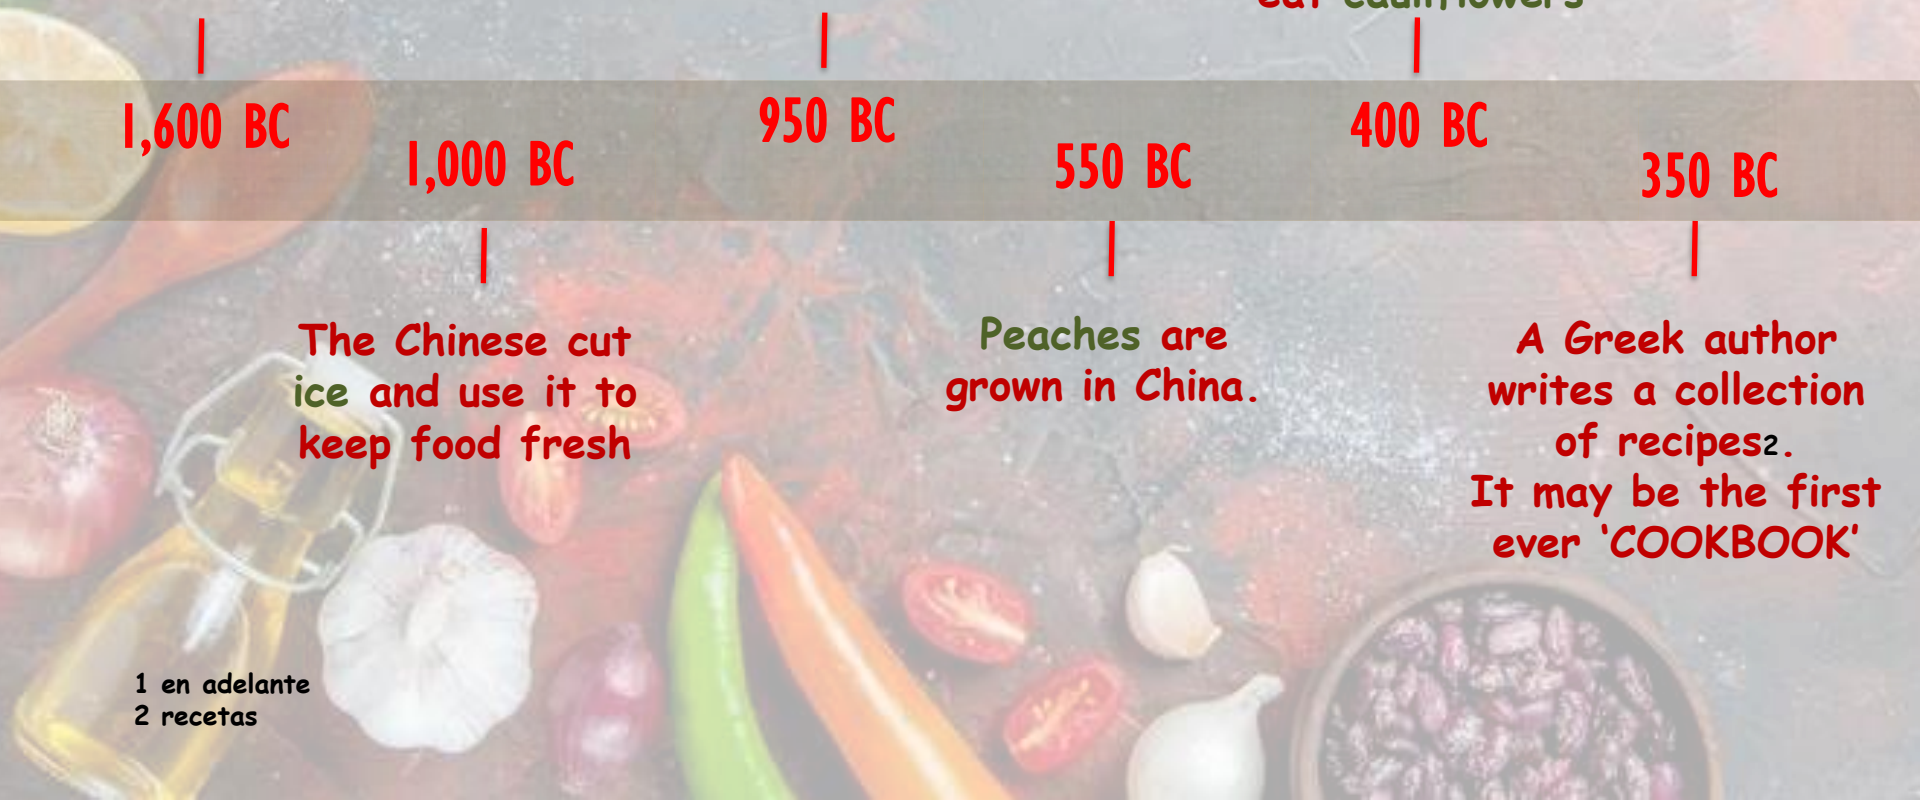 eat cauliflowers
1,600 BC
1,000 BC
950 BC
550 BC
400 BC
350 BC
The Chinese cut
ice and use it to
keep food fresh
Peaches are
grown in China.
A Greek author
writes a collection
of recipes2.
It may be the first
ever ‘COOKBOOK’
1 en adelante
2 recetas